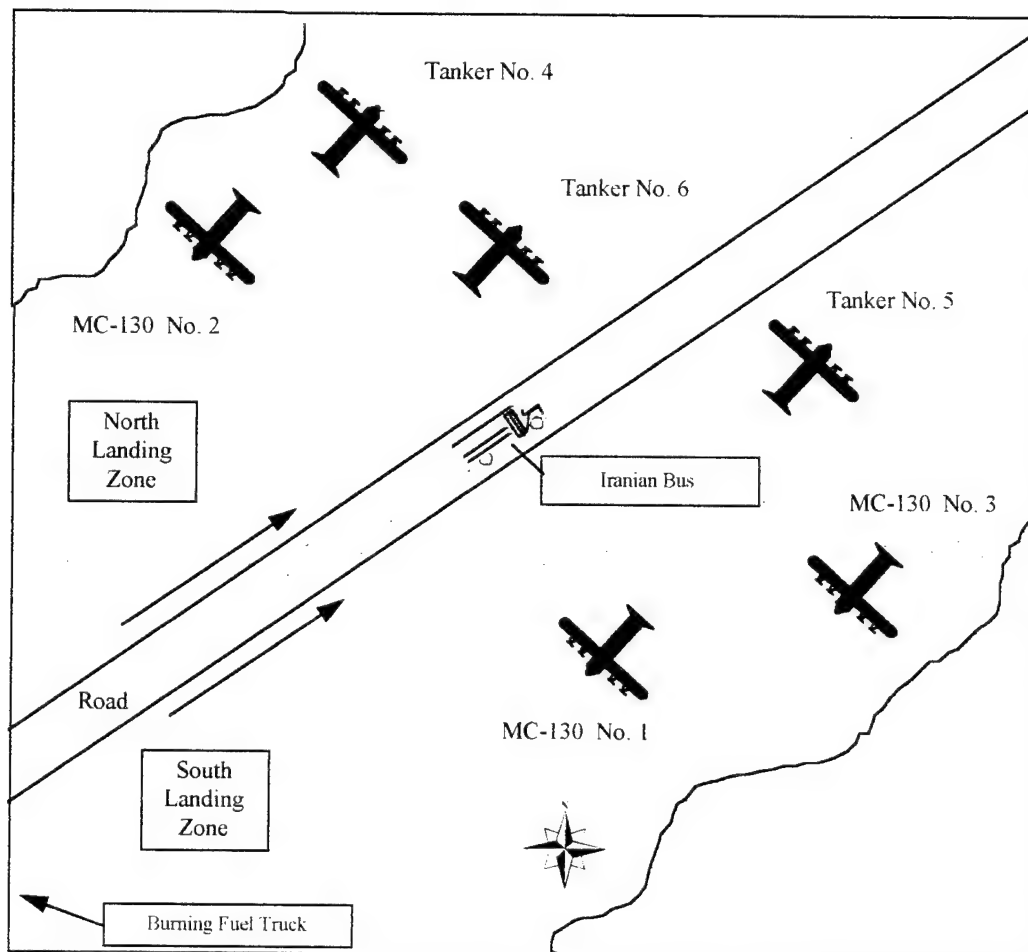 Tanker No. 4
Tanker No. 6
Tanker No. 5
MC-130 No. 2
North
Landing
Zone
Iranian Bus
MC-130 No. 3
Road
MC-130 No. 1
South
Landing
Zone
N
Burning Fuel Truck